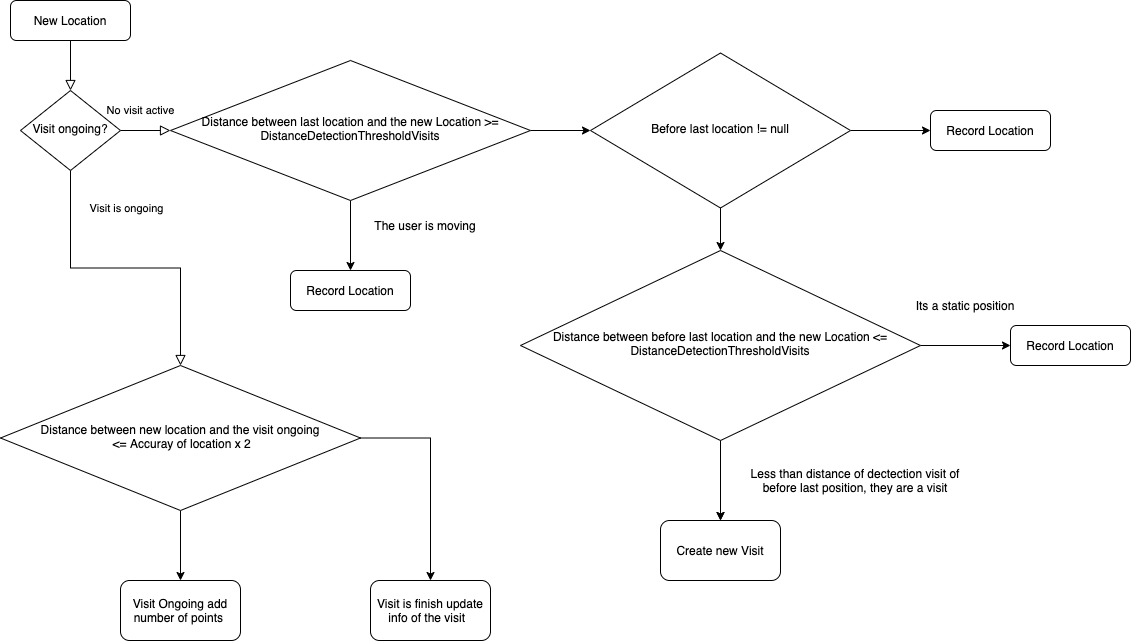 New Location
No visit active
Visit ongoing?
Distance between last location and the new Location >=
DistanceDetectionThresholdVisits
Before last location != null
Record Location
Visit is ongoing
The user is moving
Record Location
Its a static position
Distance between before last location and the new Location <=
DistanceDetectionThresholdVisits
Record Location
Distance between new location and the visit ongoing
<= Accuray of location x 2
Less than distance of dectection visit of
before last position, they are a visit
Create new Visit
Visit Ongoing add
number of points
Visit is finish update
info of the visit